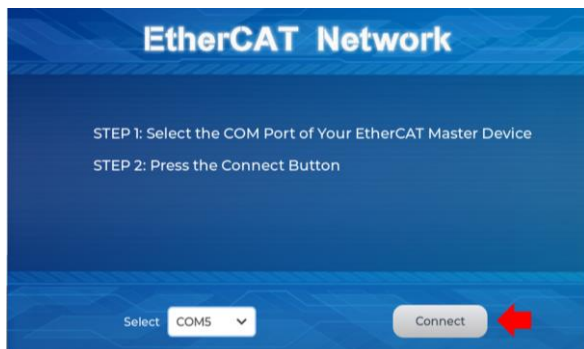 EtherCAT Network
STEP 1: Select the COM Port of Your EtherCAT Master Device
STEP 2: Press the Connect Button
Select COM5 Connect